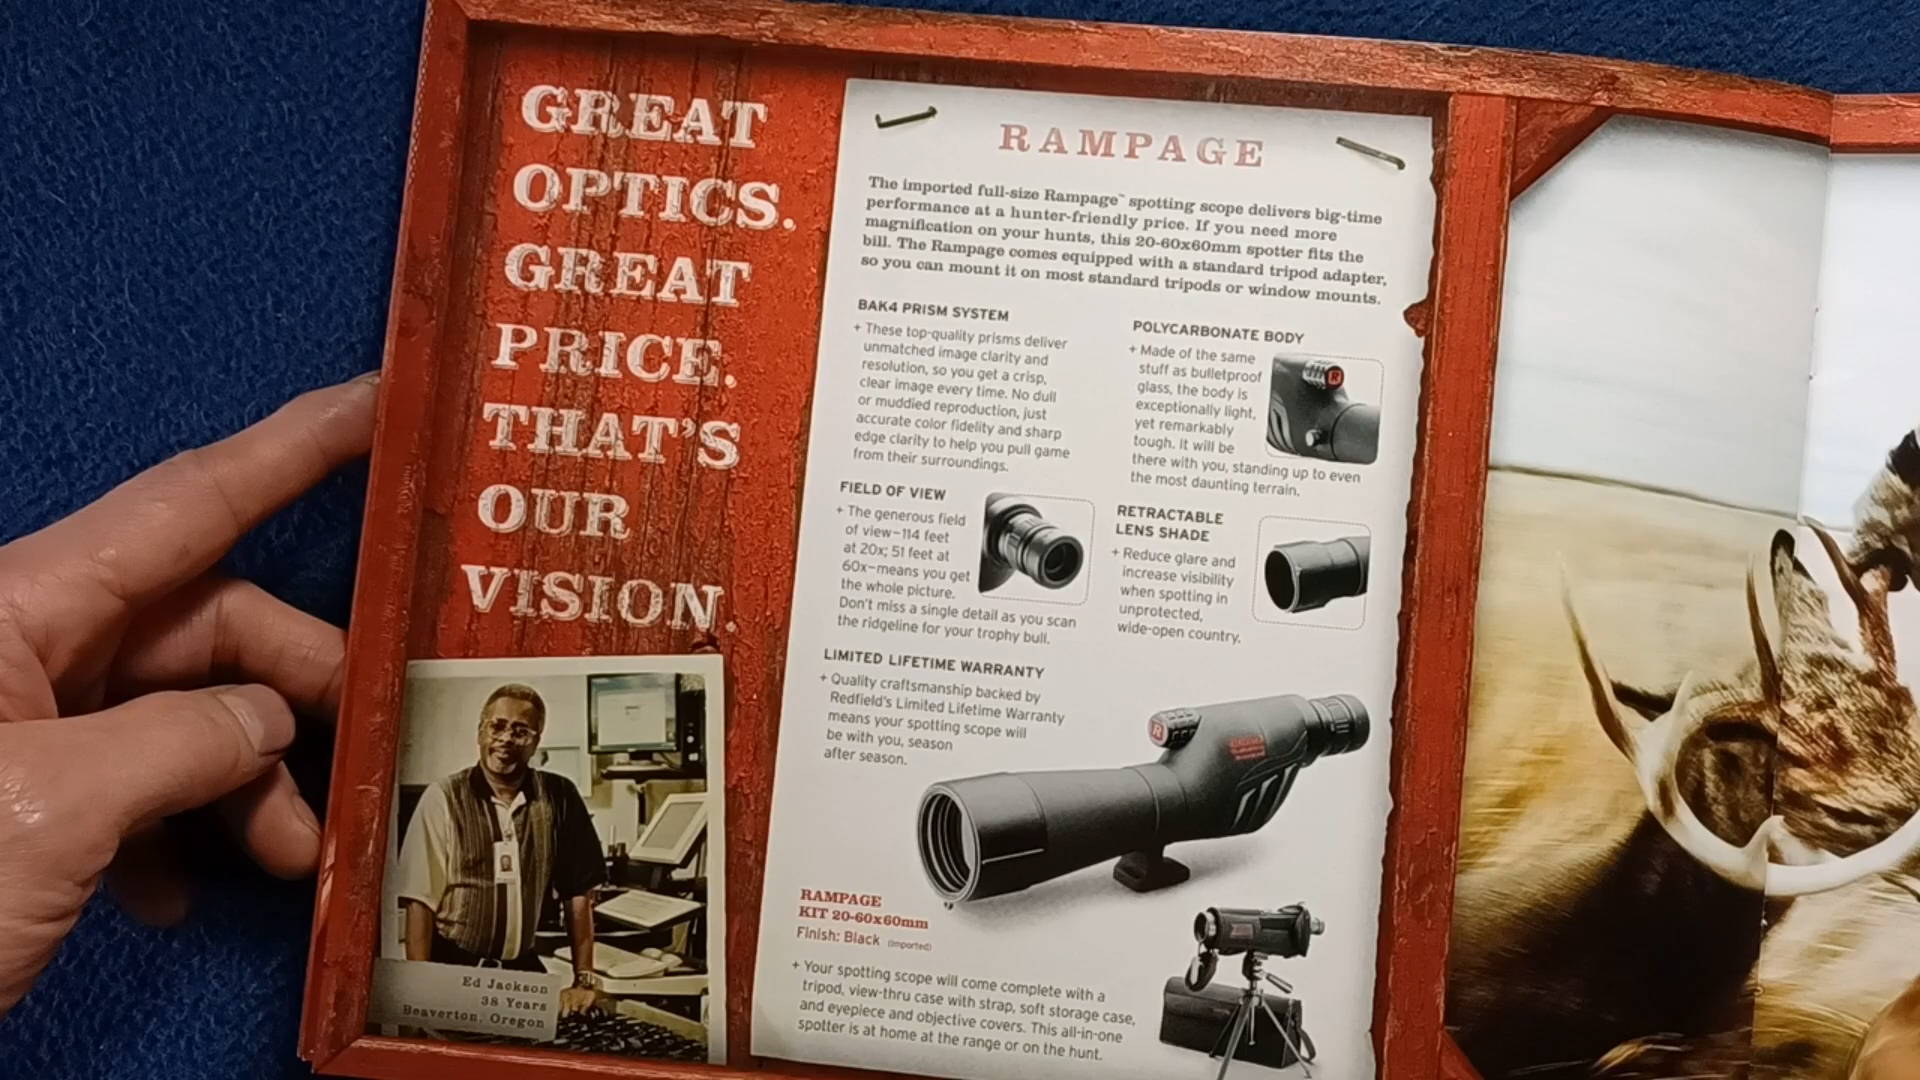 GREAT
OPTICS.
GREAT
PRICE.
THAT'S
OUR
VISION.
Ed Jackson
38 Years
Beaverton, Oregon
RAMPAGE
The imported full-size Rampage™ spotting scope delivers big-time
performance at a hunter-friendly price. If you need more
magnification on your hunts, this 20-60x60mm spotter fits the
bill. The Rampage comes equipped with a standard tripod adapter,
so you can mount it on most standard tripods or window mounts.
BAK4 PRISM SYSTEM
+ These top-quality prisms deliver
unmatched image clarity and
resolution, so you get a crisp,
clear image every time. No dull
or muddied reproduction, just
accurate color fidelity and sharp
edge clarity to help you pull game
from their surroundings.
FIELD OF VIEW
+ The generous field
of view–114 feet
at 20x; 51 feet at
60x–means you get
the whole picture.
Don't miss a single detail as you scan
the ridgeline for your trophy bull.
LIMITED LIFETIME WARRANTY
+ Quality craftsmanship backed by
Redfield's Limited Lifetime Warranty
means your spotting scope will
be with you, season
after season.
POLYCARBONATE BODY
+ Made of the same
stuff as bulletproof
glass, the body is
exceptionally light,
yet remarkably
tough. It will be
there with you, standing up to even
the most daunting terrain.
RETRACTABLE
LENS SHADE
+ Reduce glare and
increase visibility
when spotting in
unprotected,
wide-open country.
R
R
RAMPAGE
KIT 20-60x60mm
Finish: Black (Imported)
+ Your spotting scope will come complete with a
tripod, view-thru case with strap, soft storage case,
and eyepiece and objective covers. This all-in-one
spotter is at home at the range or on the hunt.